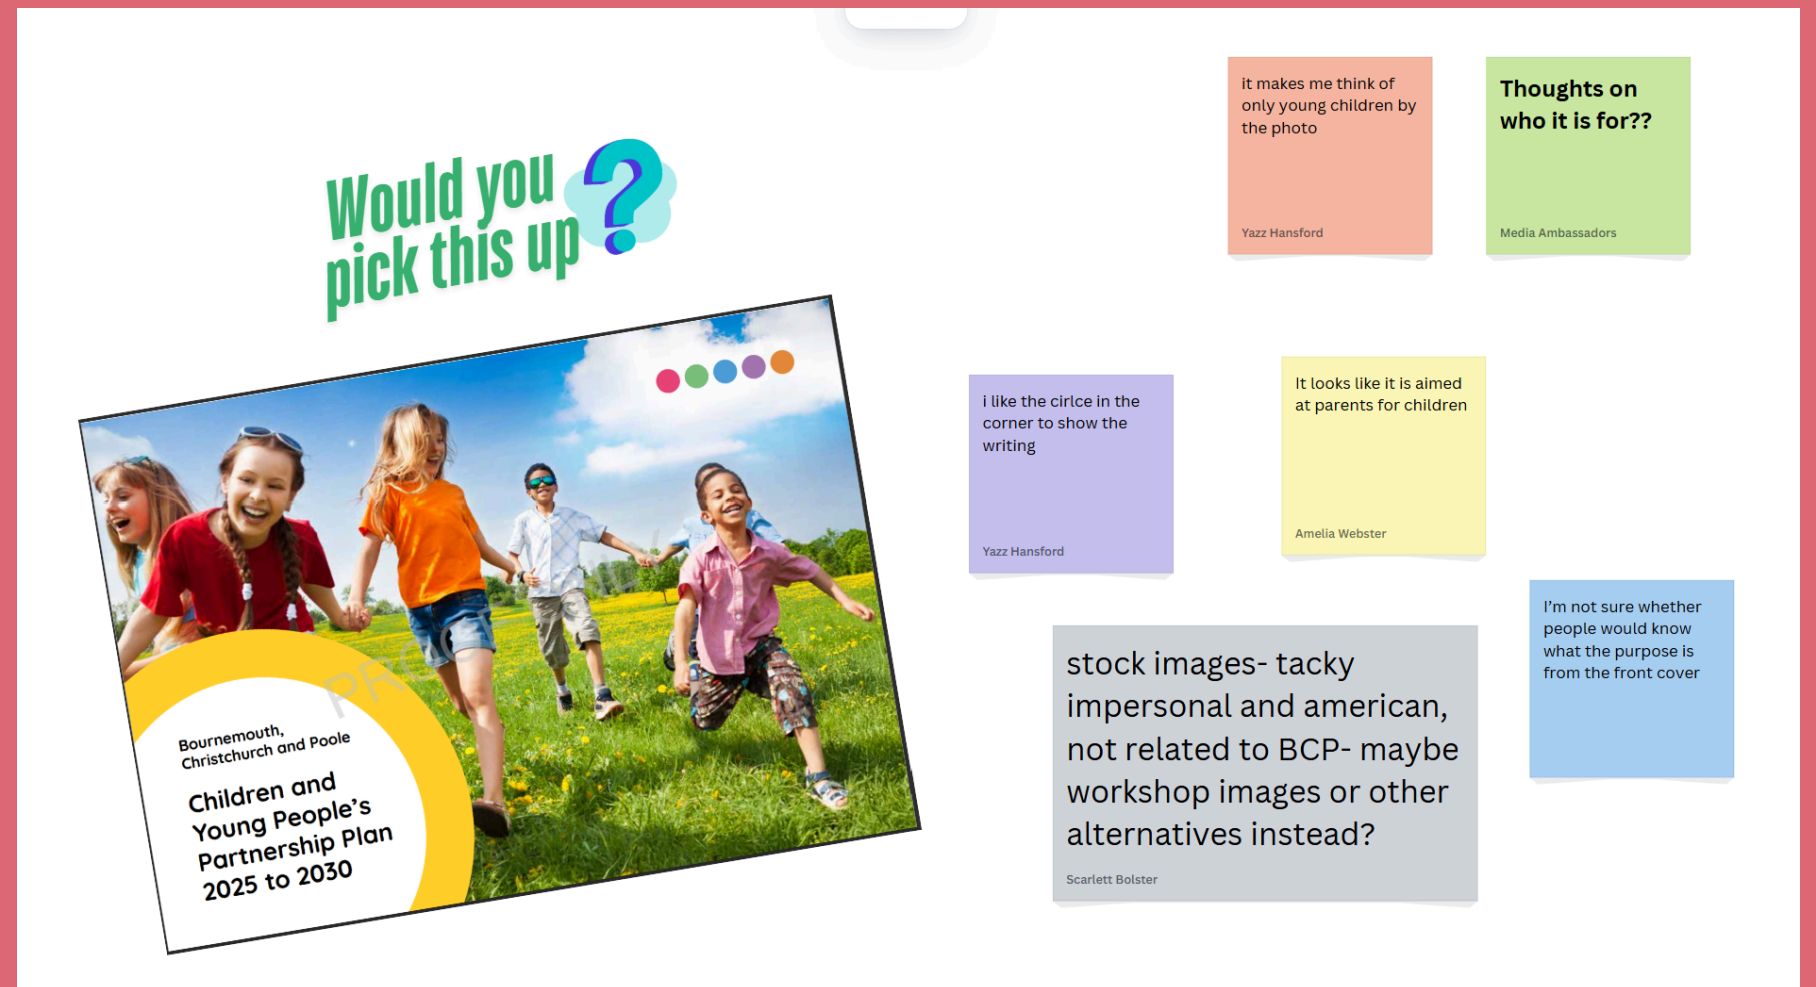 Would you
pick this up?
Bournemouth,
Christchurch and Poole
Children and
Young People's
Partnership Plan
2025 to 2030
it makes me think of
only young children by
the photo
Yazz Hansford
Thoughts on
who it is for??
Media Ambassadors
i like the cirlce in the
corner to show the
writing
Yazz Hansford
It looks like it is aimed
at parents for children
Amelia Webster
stock images- tacky
impersonal and american,
not related to BCP- maybe
workshop images or other
alternatives instead?
Scarlett Bolster
I'm not sure whether
people would know
what the purpose is
from the front cover